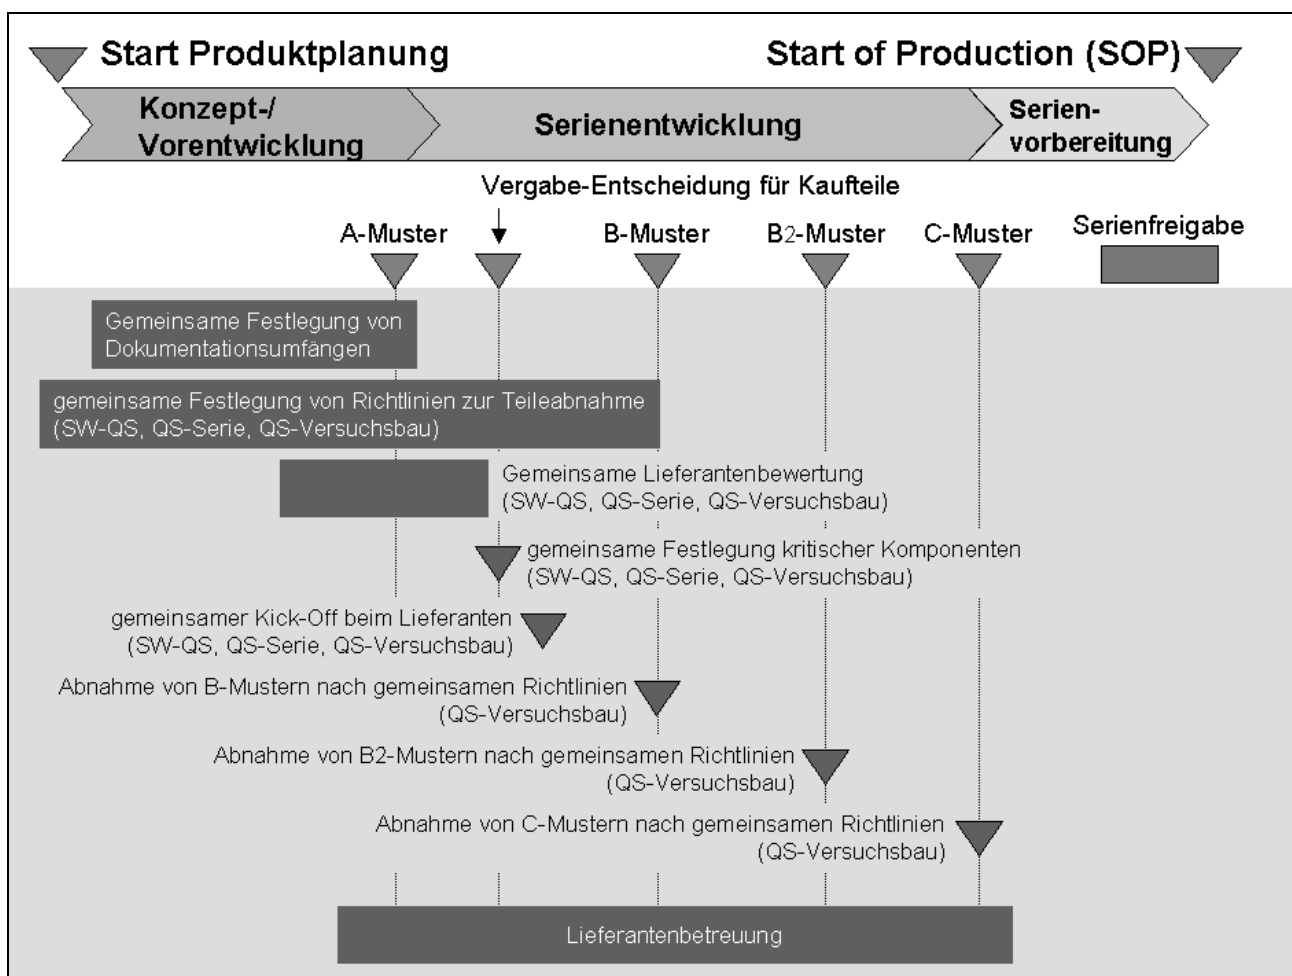 Start Produktplanung
Start of Production (SOP)
Konzept-/
Vorentwicklung
Serienentwicklung
Serien-
vorbereitung
Vergabe-Entscheidung für Kaufteile
A-Muster
B-Muster
B2-Muster
C-Muster
Serienfreigabe
Gemeinsame Festlegung von
Dokumentationsumfängen
gemeinsame Festlegung von Richtlinien zur Teileabnahme
(SW-QS, QS-Serie, QS-Versuchsbau)
Gemeinsame Lieferantenbewertung
(SW-QS, QS-Serie, QS-Versuchsbau)
gemeinsame Festlegung kritischer Komponenten
(SW-QS, QS-Serie, QS-Versuchsbau)
gemeinsamer Kick-Off beim Lieferanten
(SW-QS, QS-Serie, QS-Versuchsbau)
Abnahme von B-Mustern nach gemeinsamen Richtlinien
(QS-Versuchsbau)
Abnahme von B2-Mustern nach gemeinsamen Richtlinien
(QS-Versuchsbau)
Abnahme von C-Mustern nach gemeinsamen Richtlinien
(QS-Versuchsbau)
Lieferantenbetreuung